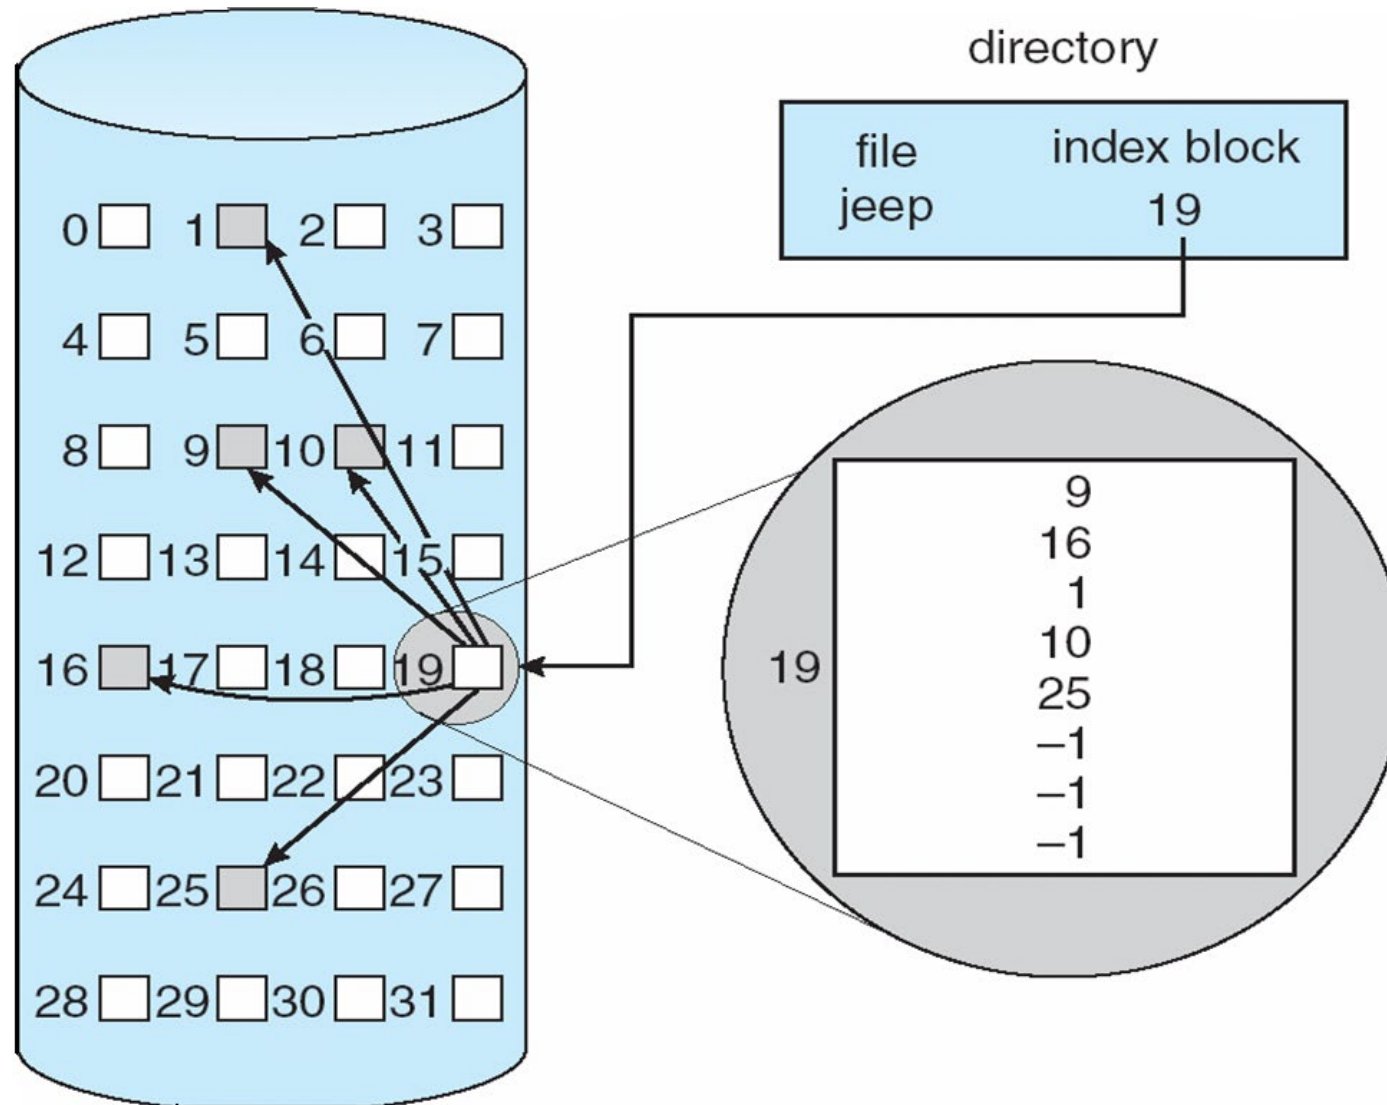 directory
file index block
jeep 19
0 1 2 3
4 5 6 7
8 9 10 11
12 13 14 15
16 17 18 19
20 21 22 23
24 25 26 27
28 29 30 31
19
9
16
1
10
25
–1
–1
–1